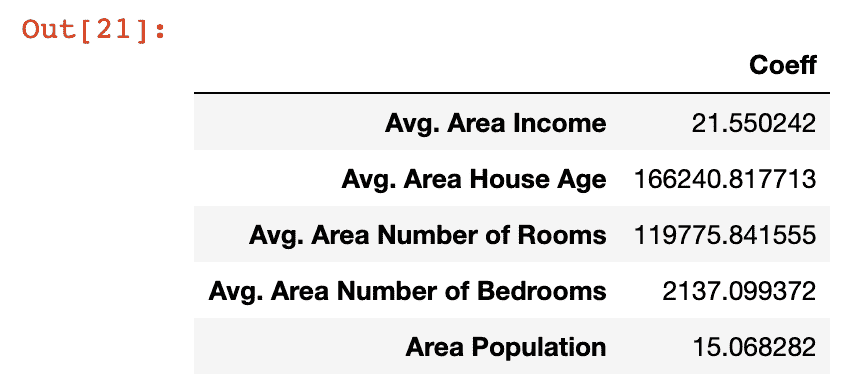 Out[21]:
Coeff
Avg. Area Income 21.550242
Avg. Area House Age 166240.817713
Avg. Area Number of Rooms 119775.841555
Avg. Area Number of Bedrooms 2137.099372
Area Population 15.068282